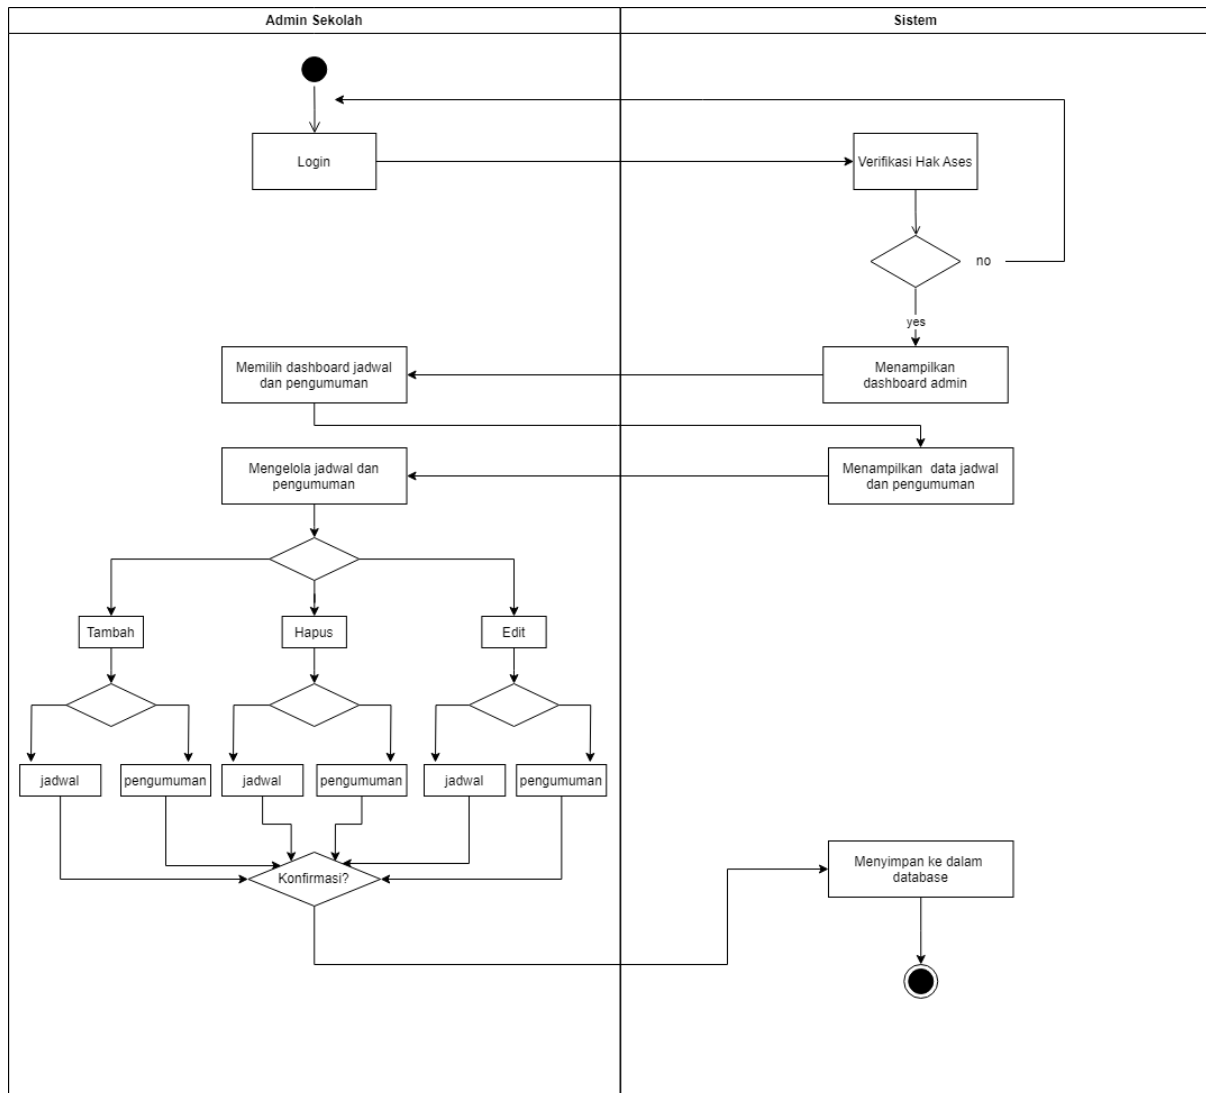 Admin Sekolah
Sistem
Login
Verifikasi Hak Ases
no
yes
Memilih dashboard jadwal
dan pengumuman
Menampilkan
dashboard admin
Mengelola jadwal dan
pengumuman
Menampilkan data jadwal
dan pengumuman
Tambah
Hapus
Edit
jadwal
pengumuman
jadwal
pengumuman
jadwal
pengumuman
Konfirmasi?
Menyimpan ke dalam
database